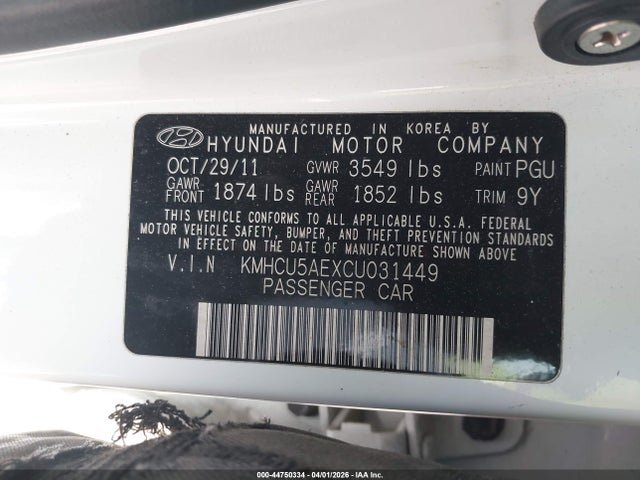 MANUFACTURED IN KOREA BY
HYUNDAI MOTOR COMPANY
OCT/29/11 GVWR 3549 lbs PAINT PGU
GAWR FRONT 1874 lbs GAWR REAR 1852 lbs TRIM 9Y
THIS VEHICLE CONFORMS TO ALL APPLICABLE U.S.A. FEDERAL
MOTOR VEHICLE SAFETY, BUMPER, AND THEFT PREVENTION STANDARDS
IN EFFECT ON THE DATE OF MANUFACTURE SHOWN ABOVE
V.I.N KMHCU5AEXCU031449
PASSENGER CAR
000-44750334 - 04/01/2026 - IAA Inc.